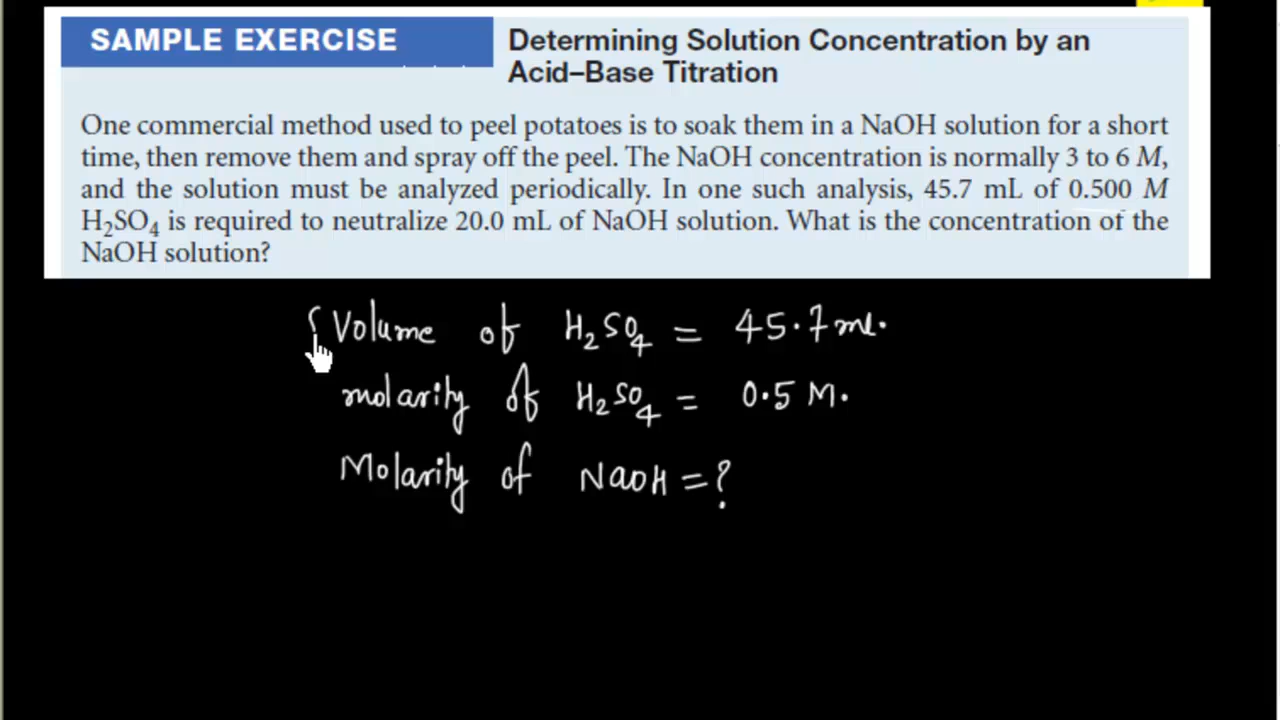 SAMPLE EXERCISE
Determining Solution Concentration by an
Acid–Base Titration
One commercial method used to peel potatoes is to soak them in a NaOH solution for a short
time, then remove them and spray off the peel. The NaOH concentration is normally 3 to 6 M,
and the solution must be analyzed periodically. In one such analysis, 45.7 mL of 0.500 M
H₂SO₄ is required to neutralize 20.0 mL of NaOH solution. What is the concentration of the
NaOH solution?
Volume of H₂SO₄ = 45.7 ml.
molarity of H₂SO₄ = 0.5 M.
Molarity of NaOH = ?